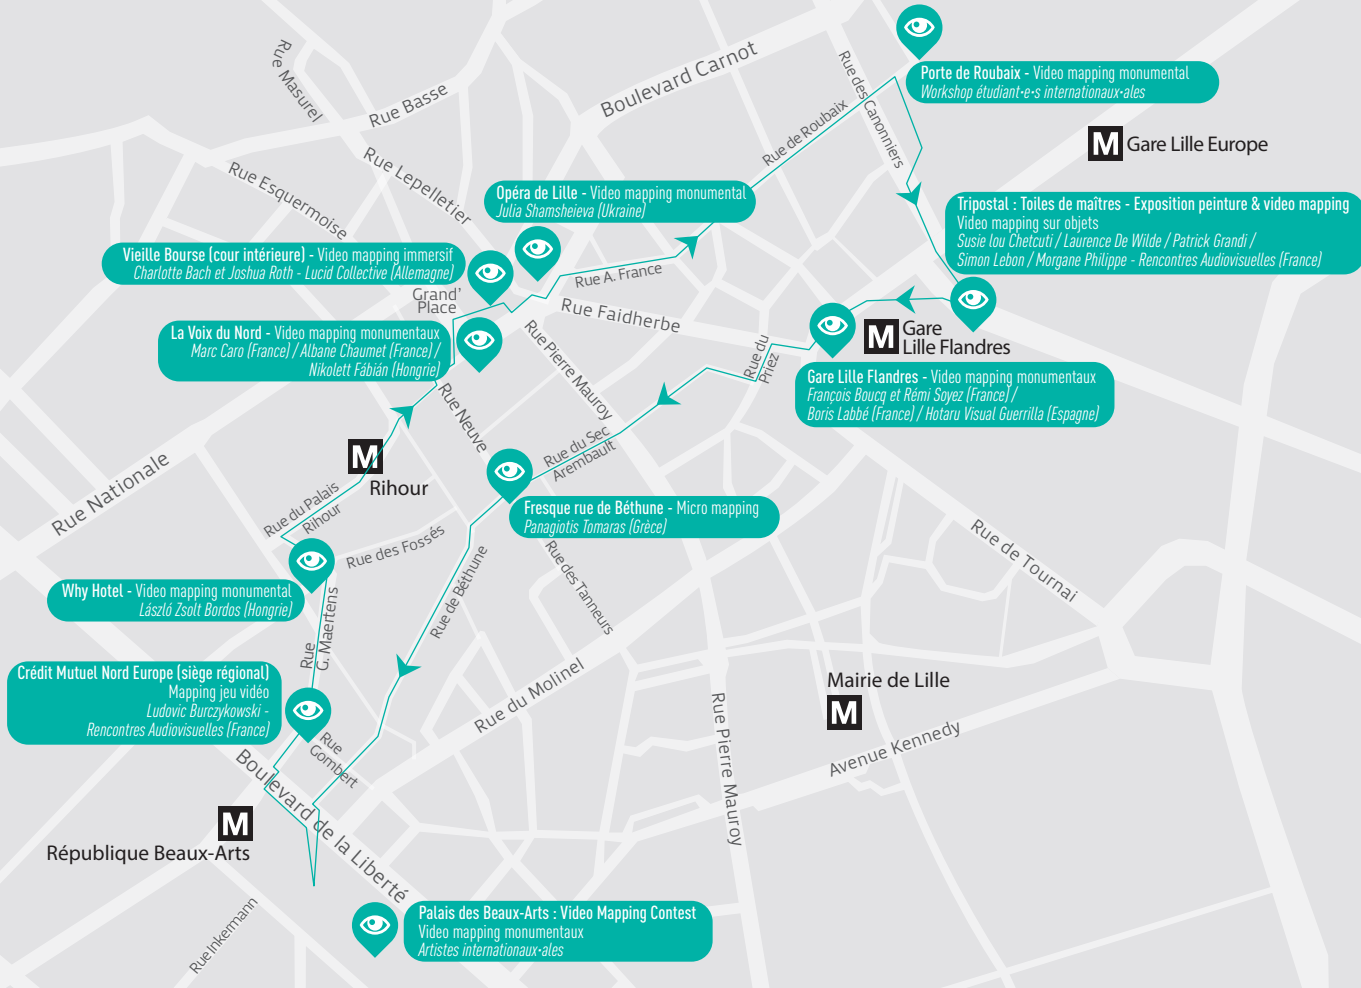 Rue Masurel
Rue Basse
Boulevard Carnot
Rue des Canonniers
Porte de Roubaix - Video mapping monumental
Workshop étudiant·e·s internationaux·ales
M Gare Lille Europe
Rue de Roubaix
Rue Lepelletier
Rue Esquermoise
Opéra de Lille - Video mapping monumental
Julia Shamsheieva (Ukraine)
Tripostal : Toiles de maîtres - Exposition peinture & video mapping
Video mapping sur objets
Susie lou Chetcuti / Laurence De Wilde / Patrick Grandi /
Simon Lebon / Morgane Philippe - Rencontres Audiovisuelles (France)
Vieille Bourse (cour intérieure) - Video mapping immersif
Charlotte Bach et Joshua Roth - Lucid Collective (Allemagne)
Rue A. France
Grand'
Place
Rue Faidherbe
La Voix du Nord - Video mapping monumentaux
Marc Caro (France) / Albane Chaumet (France) /
Nikolett Fábián (Hongrie)
Rue Pierre Mauroy
Rue du
Priez
M Gare
Lille Flandres
Gare Lille Flandres - Video mapping monumentaux
François Boucq et Rémi Soyez (France) /
Boris Labbé (France) / Hotaru Visual Guerrilla (Espagne)
Rue Neuve
Rue du Sec
Arembault
M
Rihour
Rue Nationale
Rue du Palais
Rihour
Fresque rue de Béthune - Micro mapping
Panagiotis Tomaras (Grèce)
Rue des Fossés
Rue de Béthune
Rue des Tanneurs
Rue de Tournai
Why Hotel - Video mapping monumental
László Zsolt Bordos (Hongrie)
Rue
G. Maertens
Crédit Mutuel Nord Europe (siège régional)
Mapping jeu vidéo
Ludovic Burczykowski -
Rencontres Audiovisuelles (France)
Rue du Molinel
Mairie de Lille
M
Rue Pierre Mauroy
Avenue Kennedy
Rue
Gombert
Boulevard de la Liberté
M
République Beaux-Arts
Rue Inkermann
Palais des Beaux-Arts : Video Mapping Contest
Video mapping monumentaux
Artistes internationaux·ales